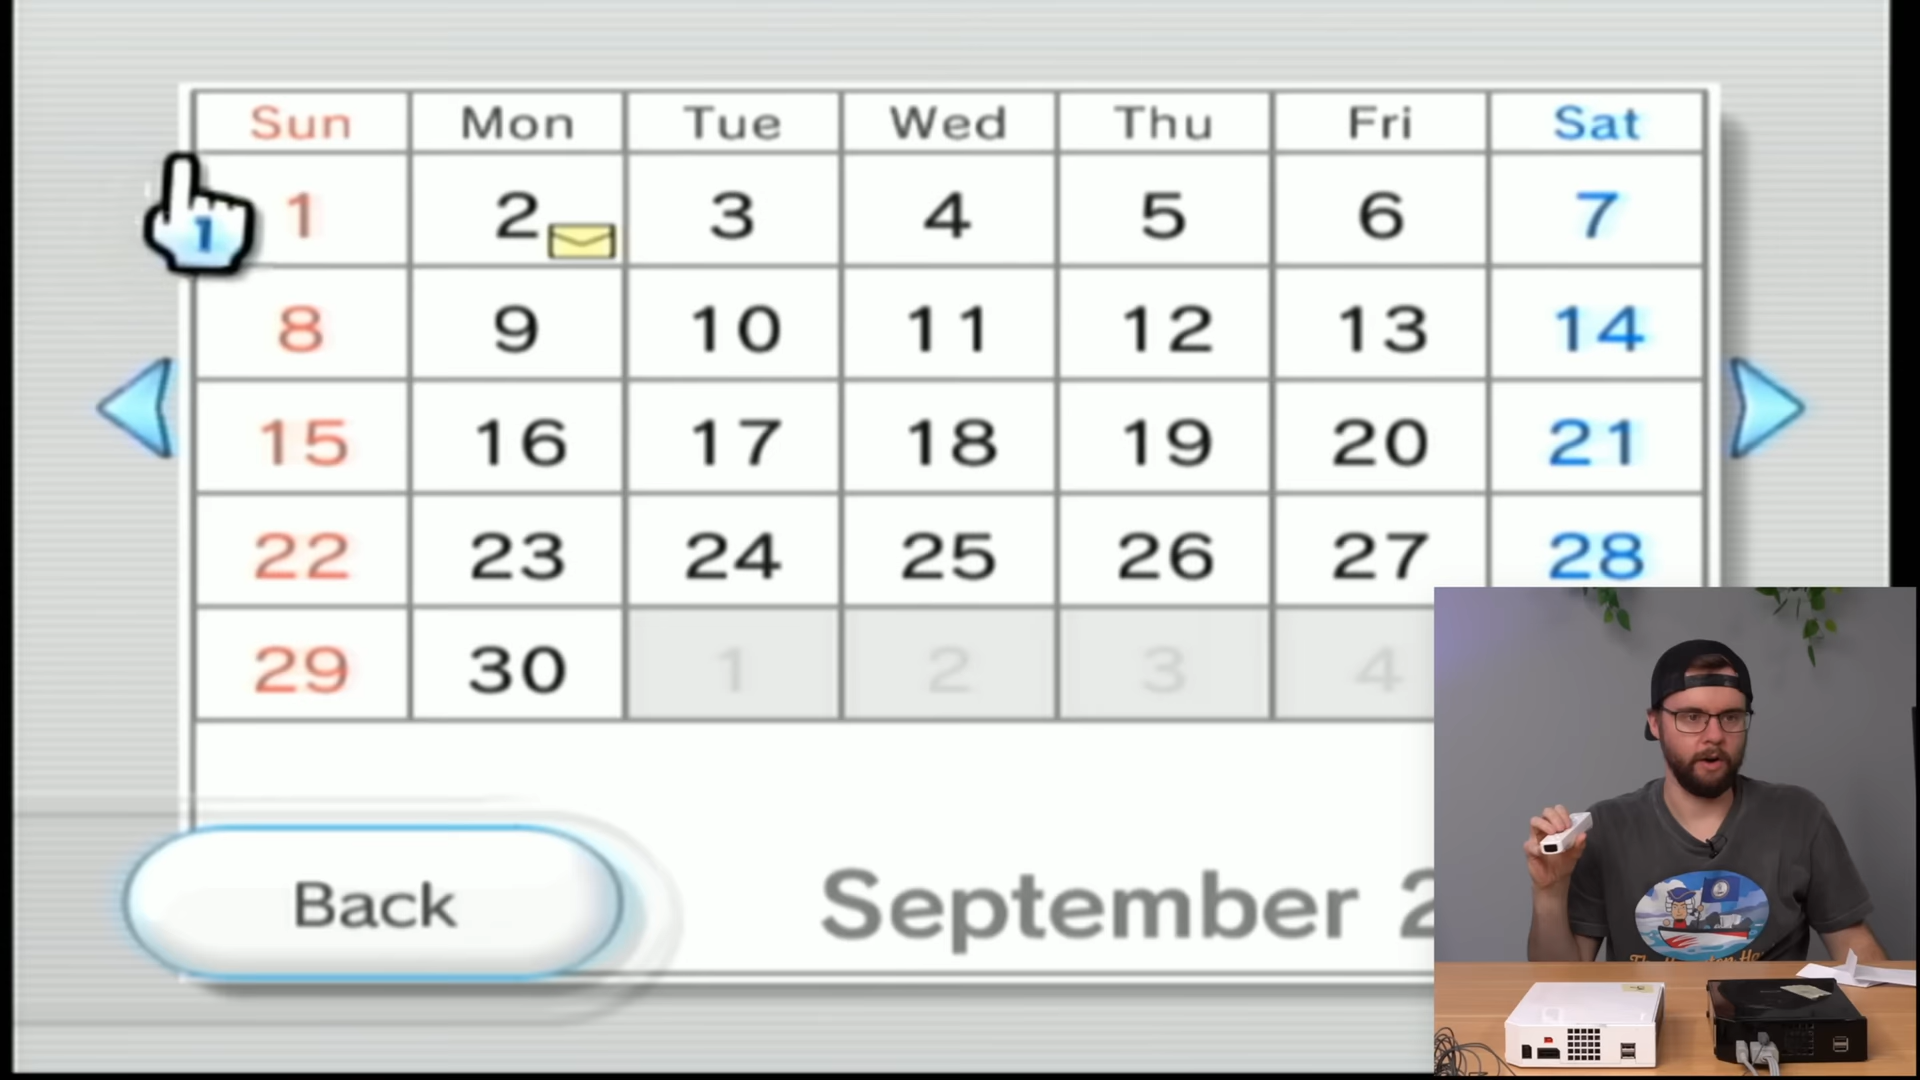 Sun Mon Tue Wed Thu Fri Sat
1 2 3 4 5 6 7
1
8 9 10 11 12 13 14
15 16 17 18 19 20 21
22 23 24 25 26 27 28
29 30 1 2 3 4
Back
September 2